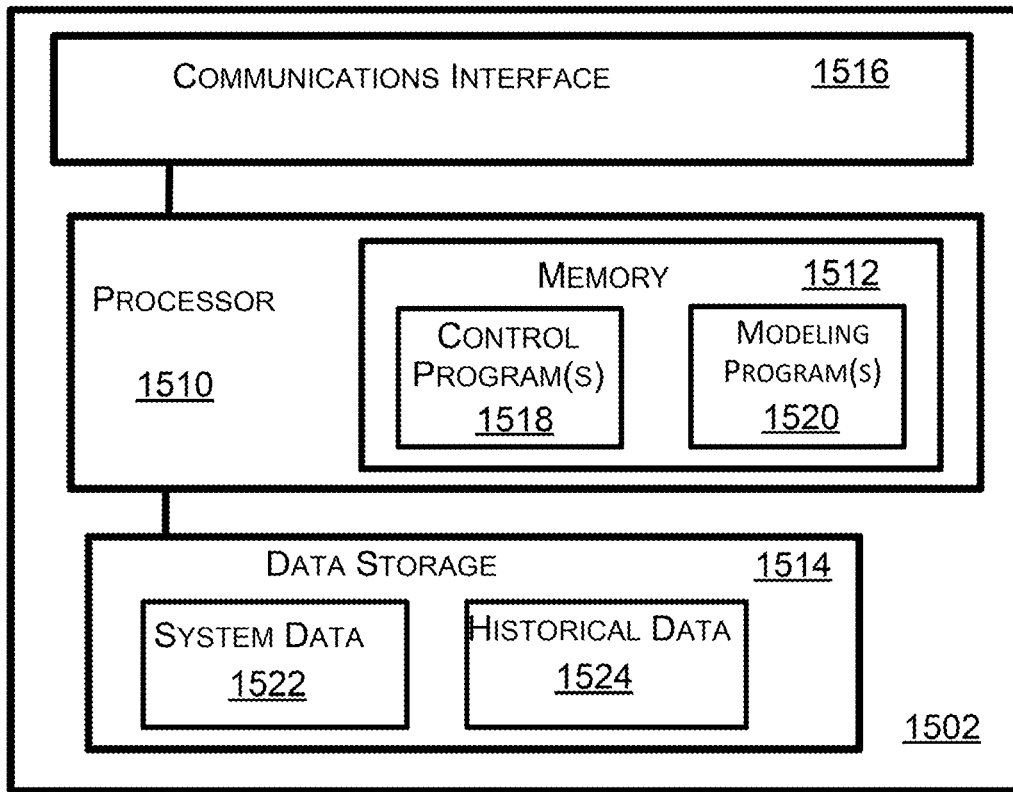 COMMUNICATIONS INTERFACE 1516
PROCESSOR
1510
MEMORY 1512
CONTROL
PROGRAM(S)
1518
MODELING
PROGRAM(S)
1520
DATA STORAGE 1514
SYSTEM DATA
1522
HISTORICAL DATA
1524
1502